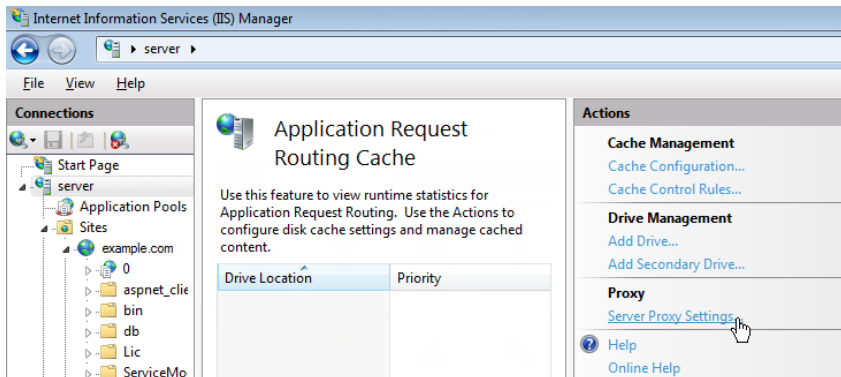 Internet Information Services (IIS) Manager
server
File View Help
Connections
Start Page
server
Application Pools
Sites
example.com
0
aspnet_clie
bin
db
Lic
ServiceMo
Application Request
Routing Cache
Use this feature to view runtime statistics for
Application Request Routing. Use the Actions to
configure disk cache settings and manage cached
content.
Drive Location Priority
Actions
Cache Management
Cache Configuration...
Cache Control Rules...
Drive Management
Add Drive...
Add Secondary Drive...
Proxy
Server Proxy Settings...
Help
Online Help